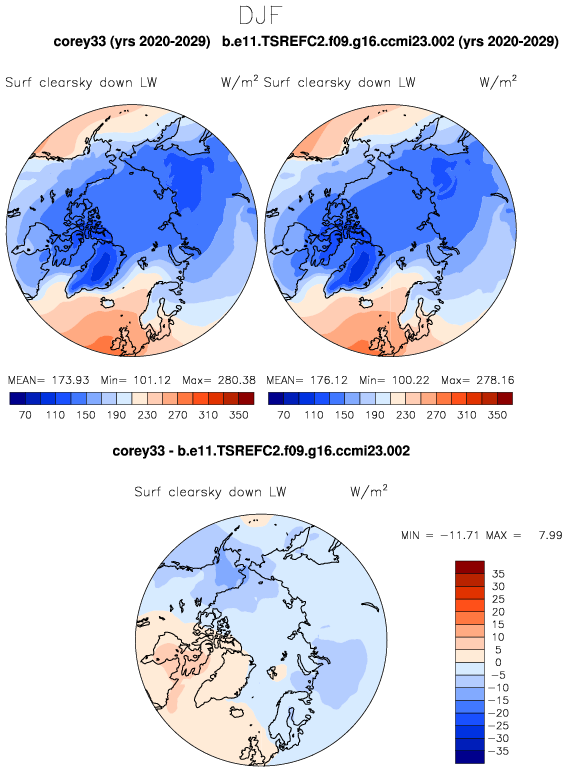 DJF
corey33 (yrs 2020-2029) b.e11.TSREFC2.f09.g16.ccmi23.002 (yrs 2020-2029)
Surf clearsky down LW W/m² Surf clearsky down LW W/m²
MEAN= 173.93 Min= 101.12 Max= 280.38 MEAN= 176.12 Min= 100.22 Max= 278.16
70 110 150 190 230 270 310 350 70 110 150 190 230 270 310 350
corey33 - b.e11.TSREFC2.f09.g16.ccmi23.002
Surf clearsky down LW W/m²
MIN = -11.71 MAX = 7.99
35
30
25
20
15
10
5
0
-5
-10
-15
-20
-25
-30
-35